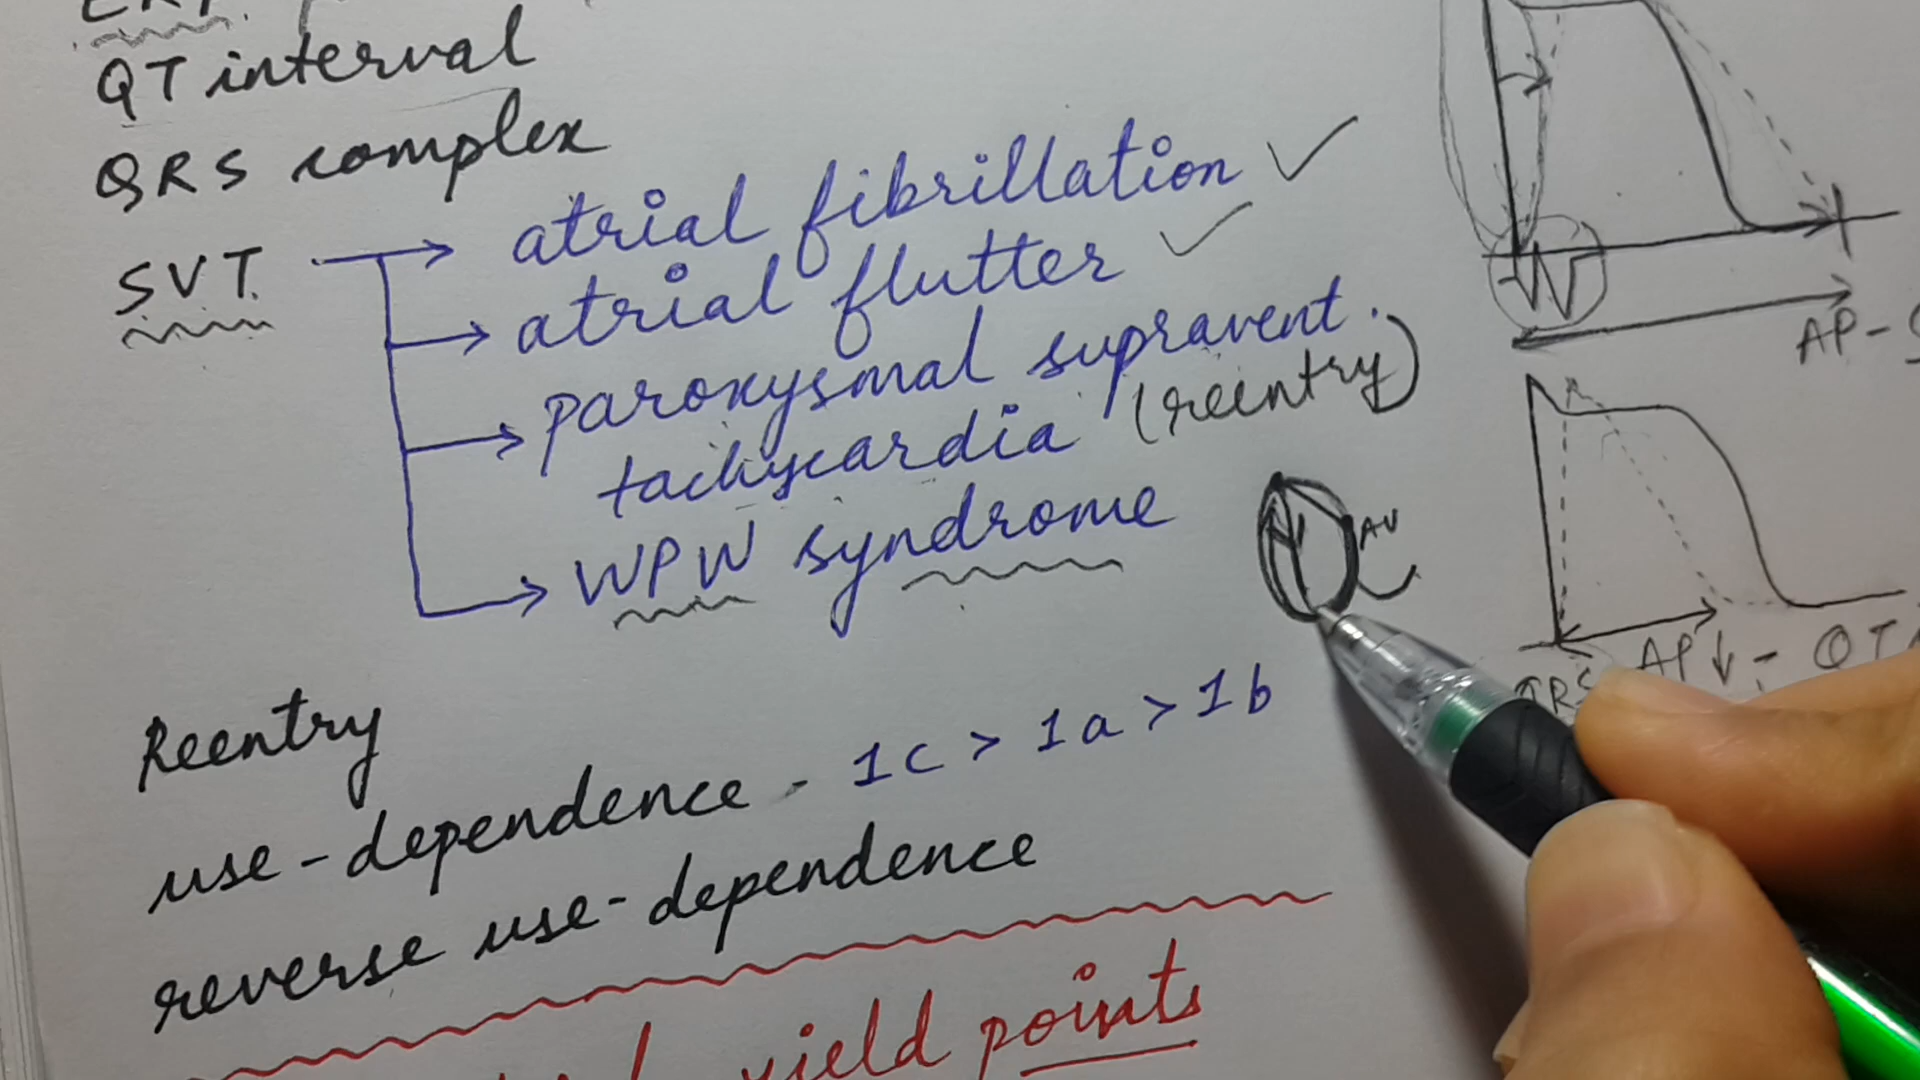 QT interval
QRS complex
SVT → atrial fibrillation ✓
→ atrial flutter ✓
→ paroxysmal supravent.
tachycardia (reentry)
→ WPW syndrome
AV
Reentry
use-dependence - 1c > 1a > 1b
reverse use-dependence
yield points
AP -
AP ↓ - QT
QRS